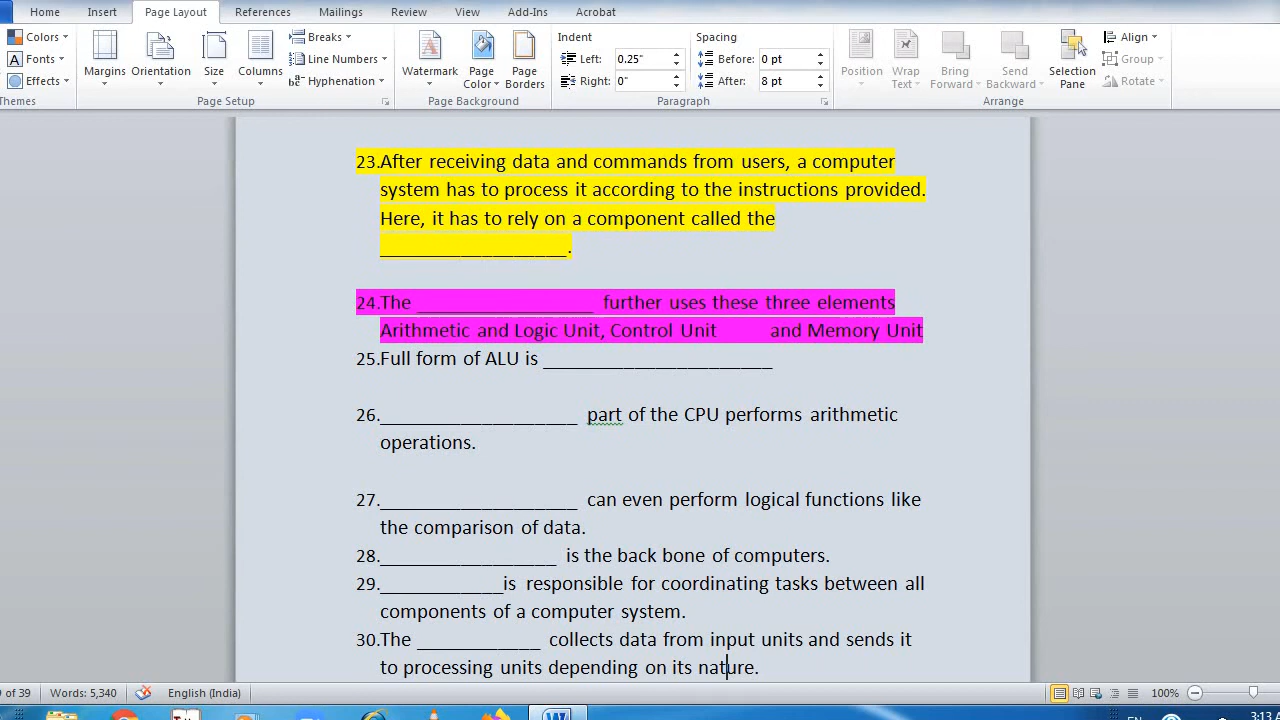 Home Insert Page Layout References Mailings Review View Add-Ins Acrobat
Colors Breaks Indent Spacing Align
Fonts Line Numbers Left: 0.25" Before: 0 pt Group
Effects Margins Orientation Size Columns Hyphenation Watermark Page Color Page Borders Right: 0" After: 8 pt Position Wrap Text Bring Forward Send Backward Selection Pane Rotate
Themes Page Setup Page Background Paragraph Arrange
23.After receiving data and commands from users, a computer
system has to process it according to the instructions provided.
Here, it has to rely on a component called the
___________________.
24.The __________________ further uses these three elements
Arithmetic and Logic Unit, Control Unit and Memory Unit
25.Full form of ALU is _______________________
26.____________________ part of the CPU performs arithmetic
operations.
27.____________________ can even perform logical functions like
the comparison of data.
28.__________________ is the back bone of computers.
29.____________is responsible for coordinating tasks between all
components of a computer system.
30.The ____________ collects data from input units and sends it
to processing units depending on its nature.
of 39 Words: 5,340 English (India) 100%